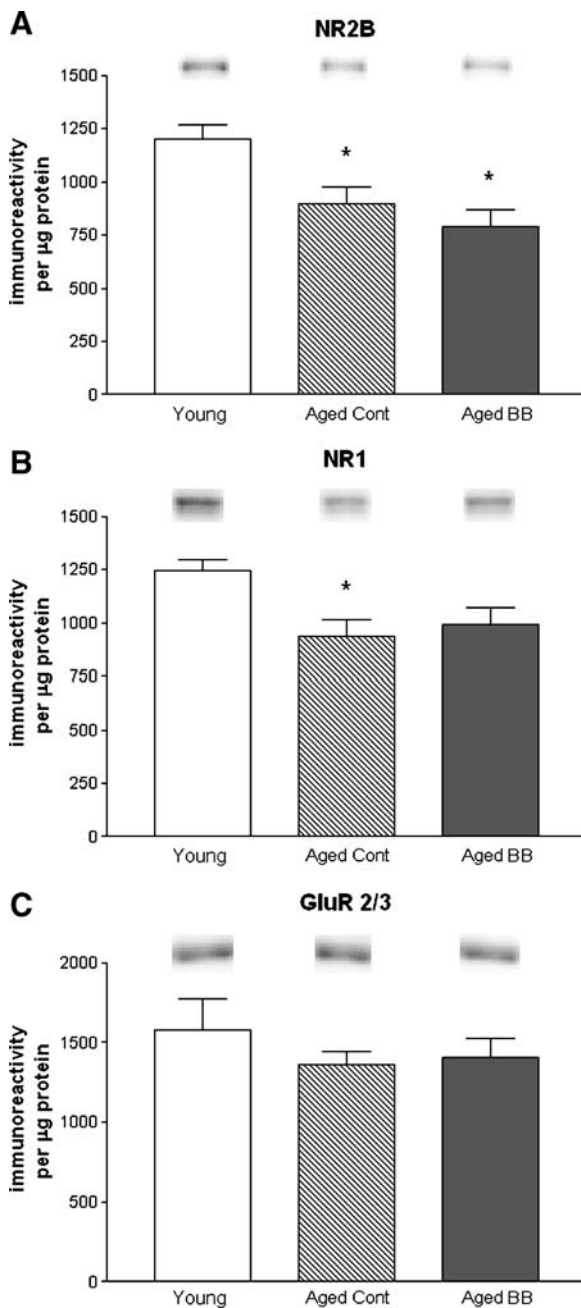 A
NR2B
1500
1250
1000
750
500
250
0
immunoreactivity
per µg protein
*
*
Young Aged Cont Aged BB
B
NR1
1500
1250
1000
750
500
250
0
immunoreactivity
per µg protein
*
Young Aged Cont Aged BB
C
GluR 2/3
2000
1500
1000
500
0
immunoreactivity
per µg protein
Young Aged Cont Aged BB